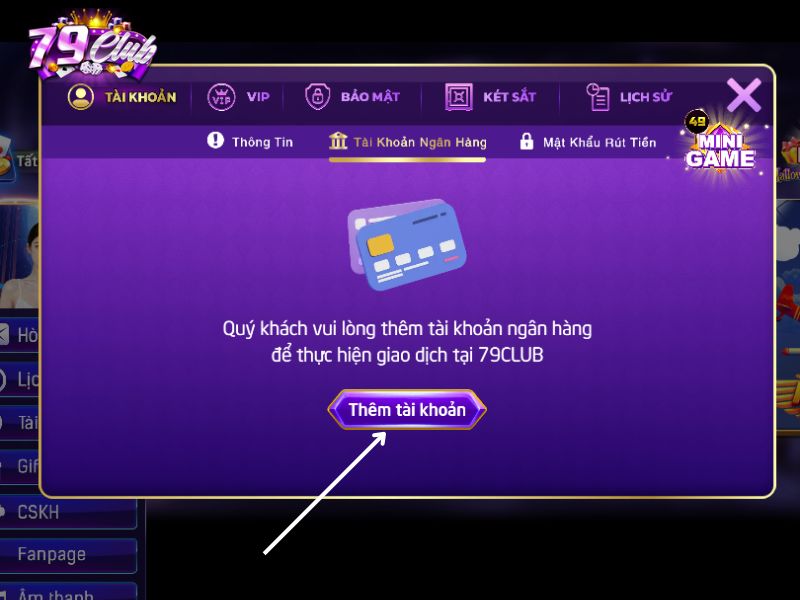 79Club
TÀI KHOẢN
VIP
VIP
BẢO MẬT
KÉT SẮT
LỊCH SỬ
49
MINI
GAME
Thông Tin
Tài Khoản Ngân Hàng
Mật Khẩu Rút Tiền
Tất
Quý khách vui lòng thêm tài khoản ngân hàng
để thực hiện giao dịch tại 79CLUB
Thêm tài khoản
Hò
Lịc
Tài
Gif
CSKH
Fanpage
Âm thanh